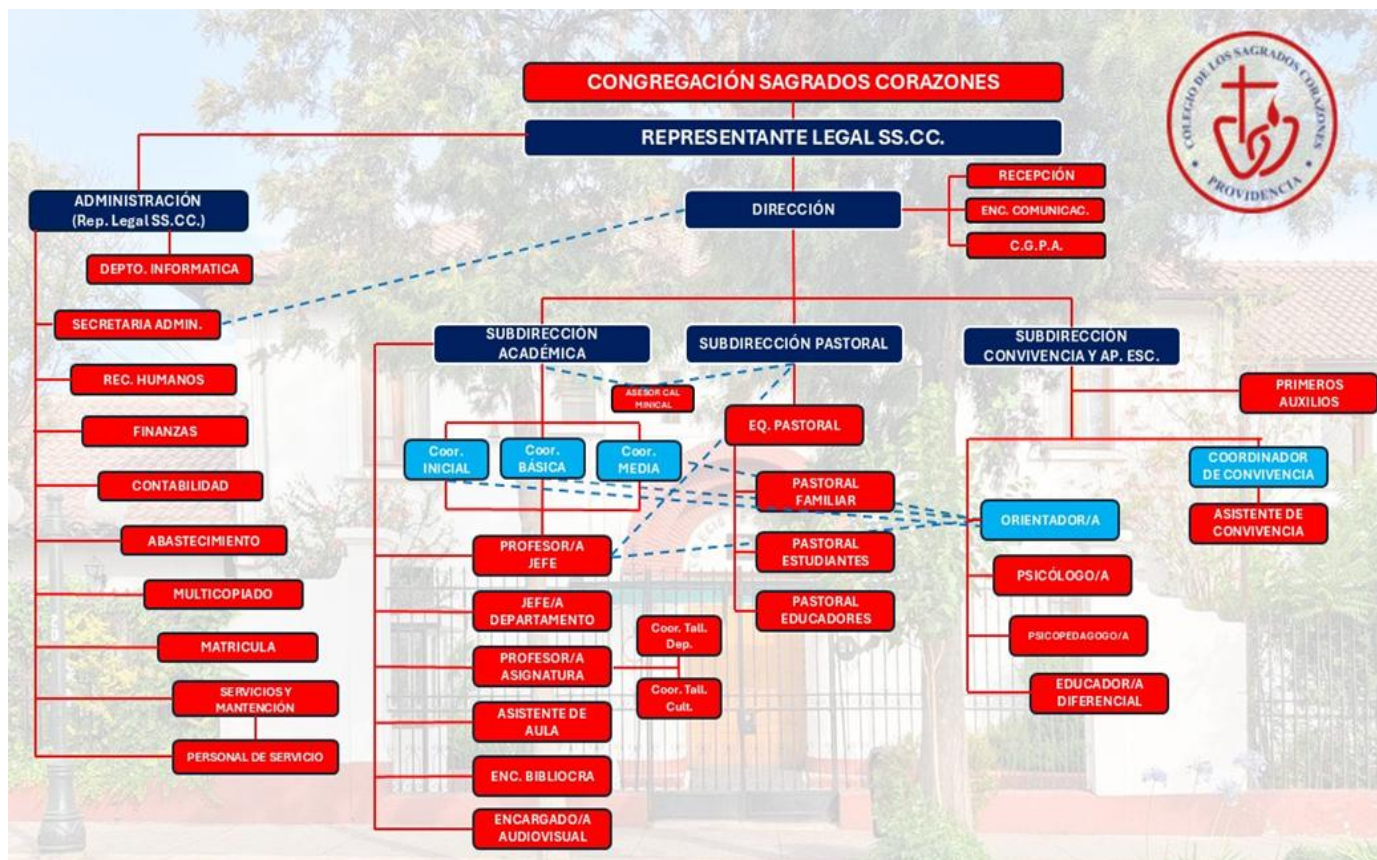 CONGREGACIÓN SAGRADOS CORAZONES
COLEGIO DE LOS SAGRADOS CORAZONES
PROVIDENCIA
REPRESENTANTE LEGAL SS.CC.
ADMINISTRACIÓN
(Rep. Legal SS.CC.)
DIRECCIÓN
RECEPCIÓN
ENC. COMUNICAC.
C.G.P.A.
DEPTO. INFORMATICA
SECRETARIA ADMIN.
REC. HUMANOS
FINANZAS
CONTABILIDAD
ABASTECIMIENTO
MULTICOPIADO
MATRICULA
SERVICIOS Y
MANTENCIÓN
PERSONAL DE SERVICIO
SUBDIRECCIÓN
ACADÉMICA
ASESOR CAL
MINICAL
Coor.
INICIAL
Coor.
BÁSICA
Coor.
MEDIA
PROFESOR/A
JEFE
JEFE/A
DEPARTAMENTO
PROFESOR/A
ASIGNATURA
Coor. Tall.
Dep.
Coor. Tall.
Cult.
ASISTENTE DE
AULA
ENC. BIBLIOCRA
ENCARGADO/A
AUDIOVISUAL
SUBDIRECCIÓN PASTORAL
EQ. PASTORAL
PASTORAL
FAMILIAR
PASTORAL
ESTUDIANTES
PASTORAL
EDUCADORES
SUBDIRECCIÓN
CONVIVENCIA Y AP. ESC.
PRIMEROS
AUXILIOS
COORDINADOR
DE CONVIVENCIA
ASISTENTE DE
CONVIVENCIA
ORIENTADOR/A
PSICÓLOGO/A
PSICOPEDAGOGO/A
EDUCADOR/A
DIFERENCIAL